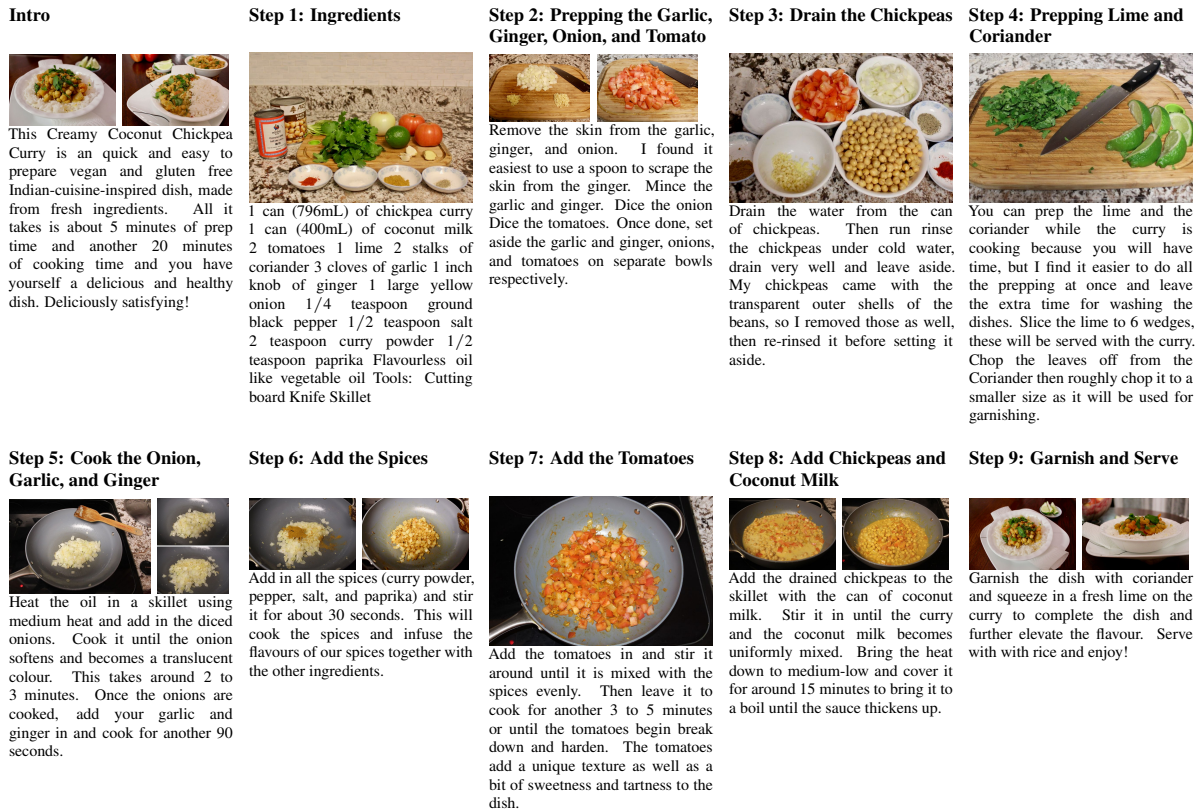 Intro
This Creamy Coconut Chickpea
Curry is an quick and easy to
prepare vegan and gluten free
Indian-cuisine-inspired dish, made
from fresh ingredients. All it
takes is about 5 minutes of prep
time and another 20 minutes
of cooking time and you have
yourself a delicious and healthy
dish. Deliciously satisfying!
Step 1: Ingredients
1 can (796mL) of chickpea curry
1 can (400mL) of coconut milk
2 tomatoes 1 lime 2 stalks of
coriander 3 cloves of garlic 1 inch
knob of ginger 1 large yellow
onion 1/4 teaspoon ground
black pepper 1/2 teaspoon salt
2 teaspoon curry powder 1/2
teaspoon paprika Flavourless oil
like vegetable oil Tools: Cutting
board Knife Skillet
Step 2: Prepping the Garlic,
Ginger, Onion, and Tomato
Remove the skin from the garlic,
ginger, and onion. I found it
easiest to use a spoon to scrape the
skin from the ginger. Mince the
garlic and ginger. Dice the onion
Dice the tomatoes. Once done, set
aside the garlic and ginger, onions,
and tomatoes on separate bowls
respectively.
Step 3: Drain the Chickpeas
Drain the water from the can
of chickpeas. Then run rinse
the chickpeas under cold water,
drain very well and leave aside.
My chickpeas came with the
transparent outer shells of the
beans, so I removed those as well,
then re-rinsed it before setting it
aside.
Step 4: Prepping Lime and
Coriander
You can prep the lime and the
coriander while the curry is
cooking because you will have
time, but I find it easier to do all
the prepping at once and leave
the extra time for washing the
dishes. Slice the lime to 6 wedges,
these will be served with the curry.
Chop the leaves off from the
Coriander then roughly chop it to a
smaller size as it will be used for
garnishing.
Step 5: Cook the Onion,
Garlic, and Ginger
Heat the oil in a skillet using
medium heat and add in the diced
onions. Cook it until the onion
softens and becomes a translucent
colour. This takes around 2 to
3 minutes. Once the onions are
cooked, add your garlic and
ginger in and cook for another 90
seconds.
Step 6: Add the Spices
Add in all the spices (curry powder,
pepper, salt, and paprika) and stir
it for about 30 seconds. This will
cook the spices and infuse the
flavours of our spices together with
the other ingredients.
Step 7: Add the Tomatoes
Add the tomatoes in and stir it
around until it is mixed with the
spices evenly. Then leave it to
cook for another 3 to 5 minutes
or until the tomatoes begin break
down and harden. The tomatoes
add a unique texture as well as a
bit of sweetness and tartness to the
dish.
Step 8: Add Chickpeas and
Coconut Milk
Add the drained chickpeas to the
skillet with the can of coconut
milk. Stir it in until the curry
and the coconut milk becomes
uniformly mixed. Bring the heat
down to medium-low and cover it
for around 15 minutes to bring it to
a boil until the sauce thickens up.
Step 9: Garnish and Serve
Garnish the dish with coriander
and squeeze in a fresh lime on the
curry to complete the dish and
further elevate the flavour. Serve
with with rice and enjoy!